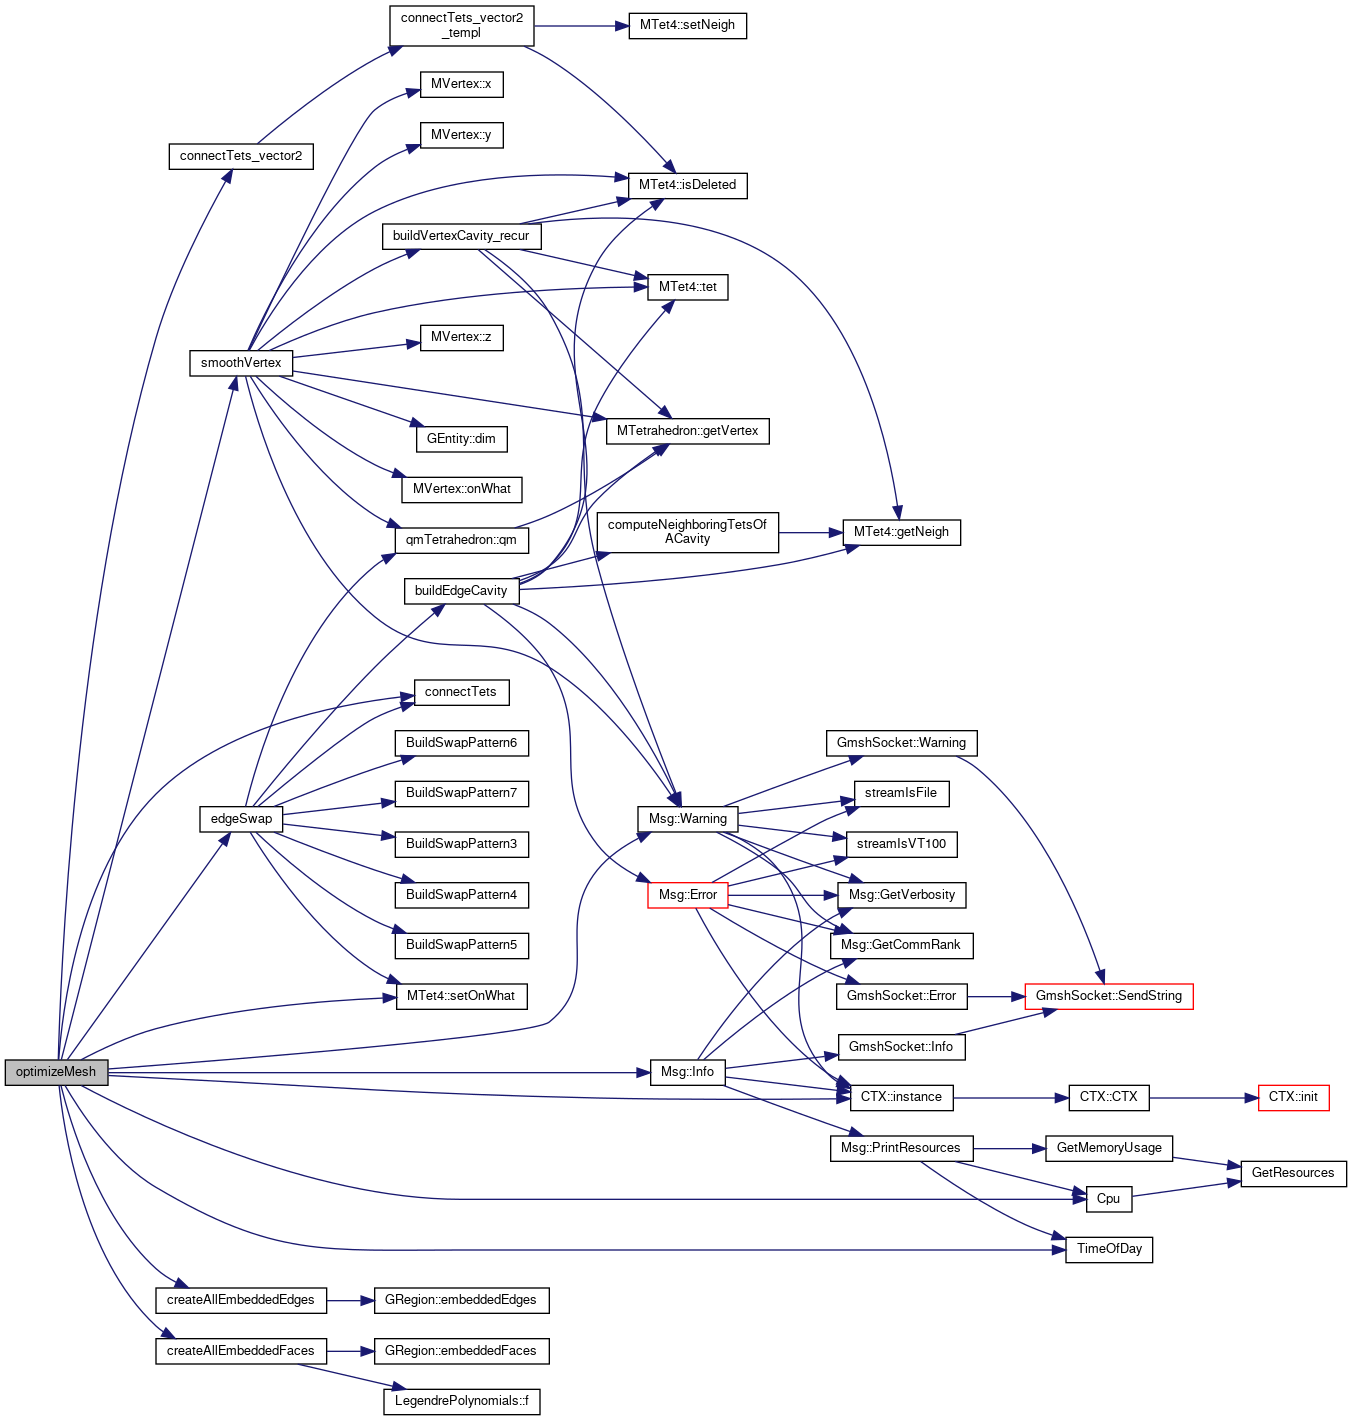 connectTets_vector2
_templ
MTet4::setNeigh
MVertex::x
MVertex::y
connectTets_vector2
MTet4::isDeleted
buildVertexCavity_recur
MTet4::tet
MVertex::z
smoothVertex
GEntity::dim
MTetrahedron::getVertex
MVertex::onWhat
qmTetrahedron::qm
computeNeighboringTetsOf
ACavity
MTet4::getNeigh
buildEdgeCavity
connectTets
BuildSwapPattern6
GmshSocket::Warning
BuildSwapPattern7
streamIsFile
edgeSwap
Msg::Warning
BuildSwapPattern3
streamIsVT100
BuildSwapPattern4
Msg::Error
Msg::GetVerbosity
BuildSwapPattern5
Msg::GetCommRank
MTet4::setOnWhat
GmshSocket::Error
GmshSocket::SendString
GmshSocket::Info
optimizeMesh
Msg::Info
CTX::instance
CTX::CTX
CTX::init
Msg::PrintResources
GetMemoryUsage
GetResources
Cpu
TimeOfDay
createAllEmbeddedEdges
GRegion::embeddedEdges
createAllEmbeddedFaces
GRegion::embeddedFaces
LegendrePolynomials::f